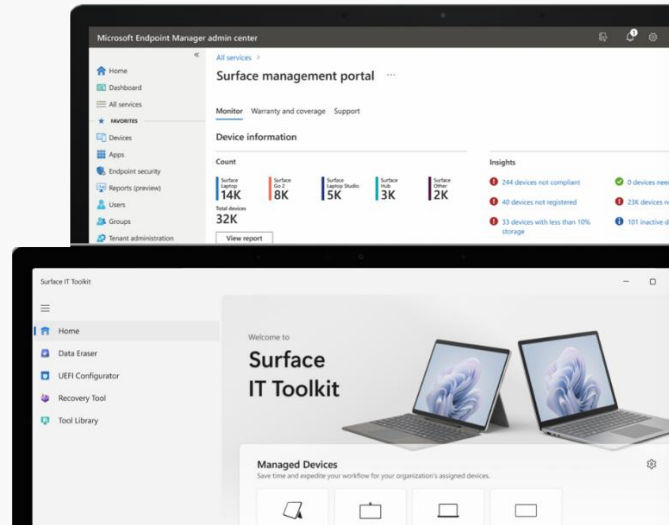 Microsoft Endpoint Manager admin center
All services >
Home
Dashboard
All services
FAVORITES
Devices
Apps
Endpoint security
Reports (preview)
Users
Groups
Tenant administration
Surface management portal ...
Monitor Warranty and coverage Support
Device information
Count
Surface Laptop
14K
Surface Go 2
8K
Surface Laptop Studio
5K
Surface Hub
3K
Surface Other
2K
Total devices
32K
View report
Insights
244 devices not compliant
40 devices not registered
33 devices with less than 10%
storage
0 devices need
23K devices
101 inactive
Surface IT Toolkit
Home
Data Eraser
UEFI Configurator
Recovery Tool
Tool Library
Welcome to
Surface
IT Toolkit
Managed Devices
Save time and expedite your workflow for your organization's assigned devices.